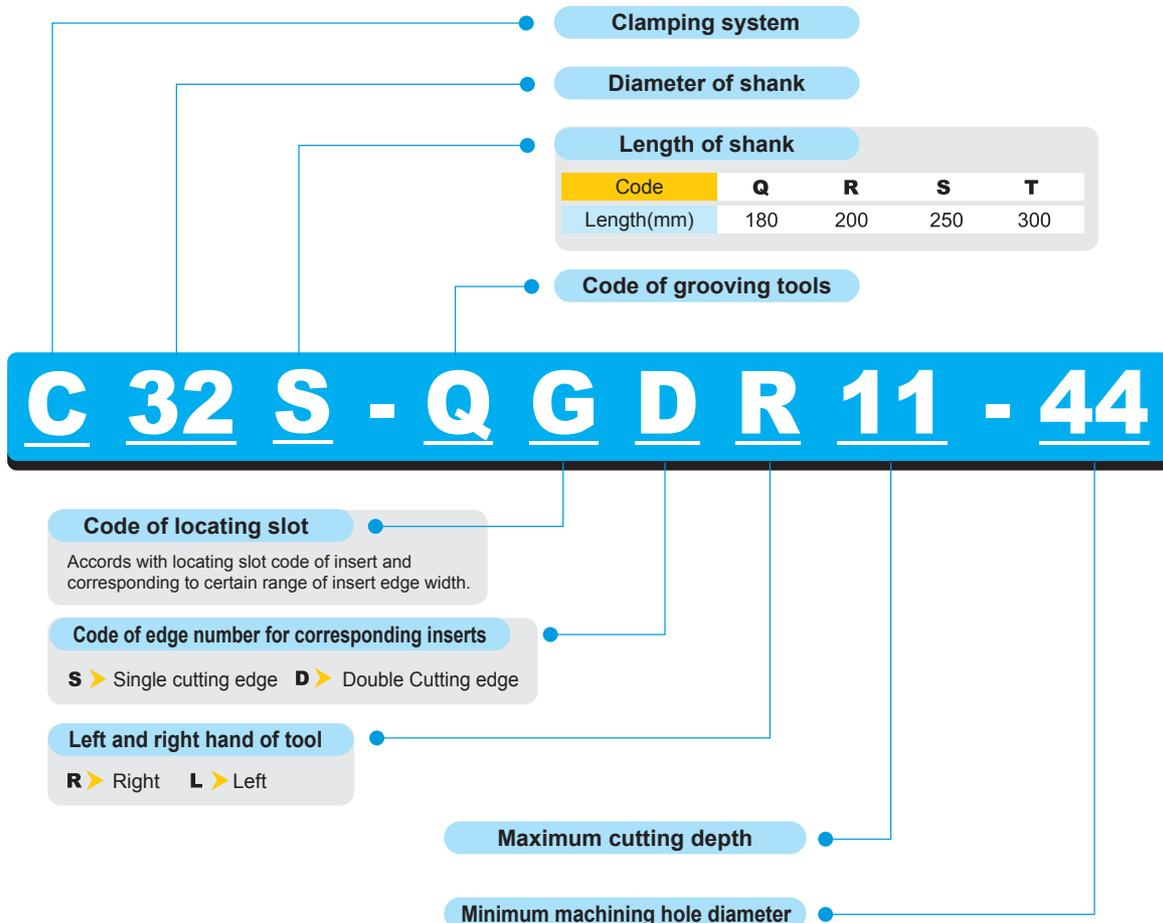 Clamping system
Diameter of shank
Length of shank
Code Q R S T
Length(mm) 180 200 250 300
Code of grooving tools
C 32 S - Q G D R 11 - 44
Code of locating slot
Accords with locating slot code of insert and
corresponding to certain range of insert edge width.
Code of edge number for corresponding inserts
S Single cutting edge D Double Cutting edge
Left and right hand of tool
R Right L Left
Maximum cutting depth
Minimum machining hole diameter